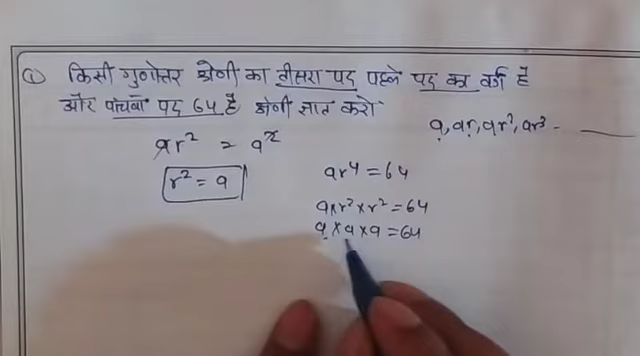 ① किसी गुणोत्तर श्रेणी का तीसरा पद पहले पद का वर्ग है
और पांचवाँ पद 64 है श्रेणी ज्ञात करो
a, ar, ar², ar³ - ____
ar² = a²
r² = a
ar⁴ = 64
a×r²×r² = 64
a×a×a = 64